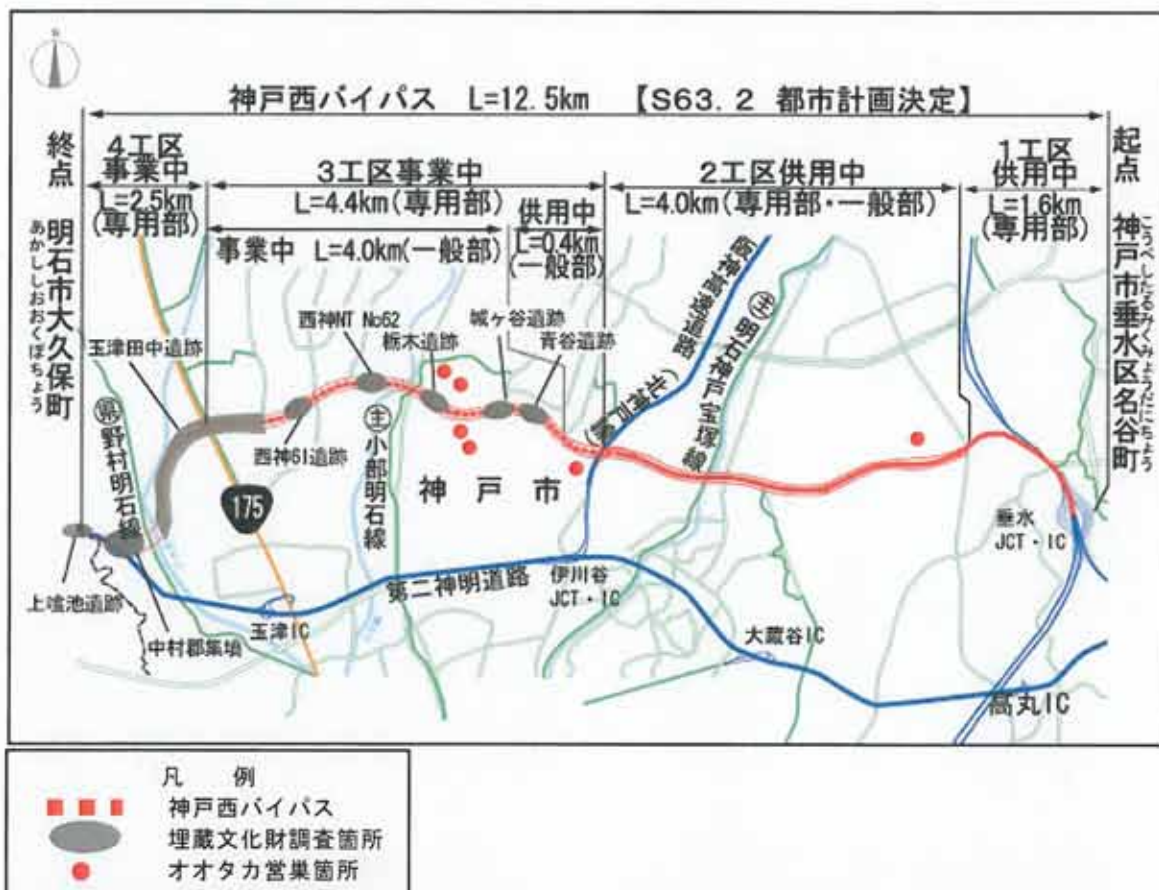 神戸西バイパス L=12.5km 【S63.2 都市計画決定】
終点
明石市大久保町
あかししおおくぼちょう
4工区
事業中
L=2.5km
(専用部)
3工区事業中
L=4.4km(専用部)
事業中 L=4.0km(一般部)
供用中
L=0.4km
(一般部)
2工区供用中
L=4.0km(専用部・一般部)
1工区
供用中
L=1.6km
(専用部)
起点
神戸市垂水区名谷町
こうべしたるみくみょうだにちょう
阪神高速道路(北神戸線)
主 明石神戸宝塚線
西神NT No62
城ヶ谷遺跡
栃木遺跡
青谷遺跡
玉津田中遺跡
県 野村明石線
西神61遺跡
主 小部明石線
神戸市
175
垂水
JCT・IC
第二神明道路
伊川谷
JCT・IC
上喰池遺跡
中村郡集墳
玉津IC
大蔵谷IC
高丸IC
凡 例
神戸西バイパス
埋蔵文化財調査箇所
オオタカ営巣箇所